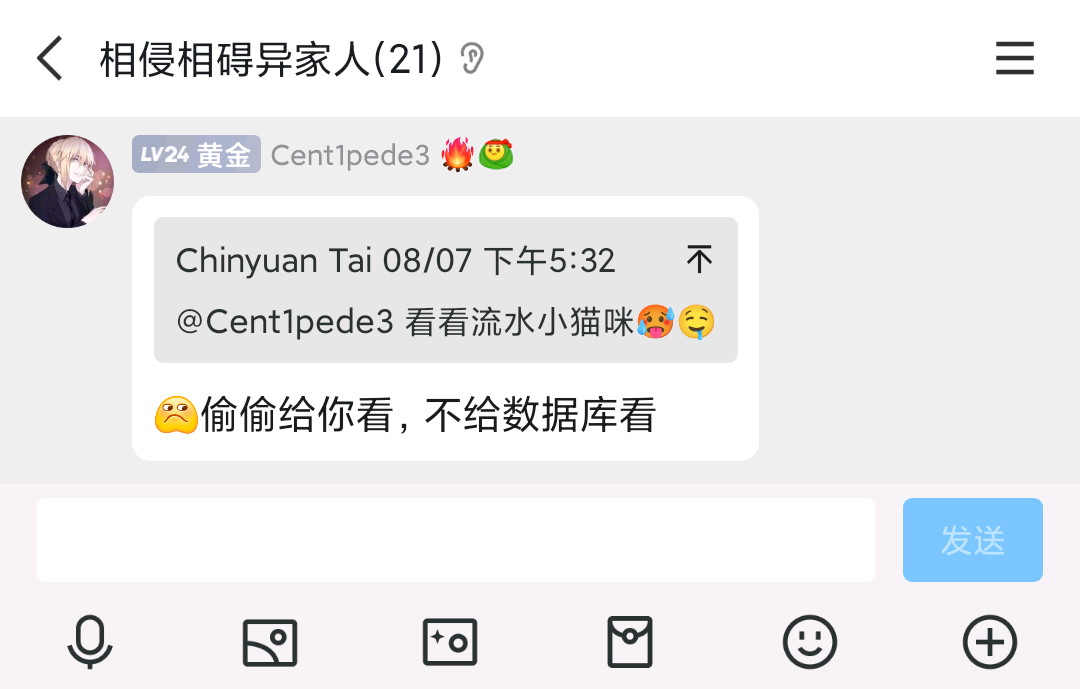 相侵相碍异家人(21)
LV24 黄金 Cent1pede3 🔥
Chinyuan Tai 08/07 下午5:32
@Cent1pede3 看看流水小猫咪🥵🤤
偷偷给你看，不给数据库看
发送